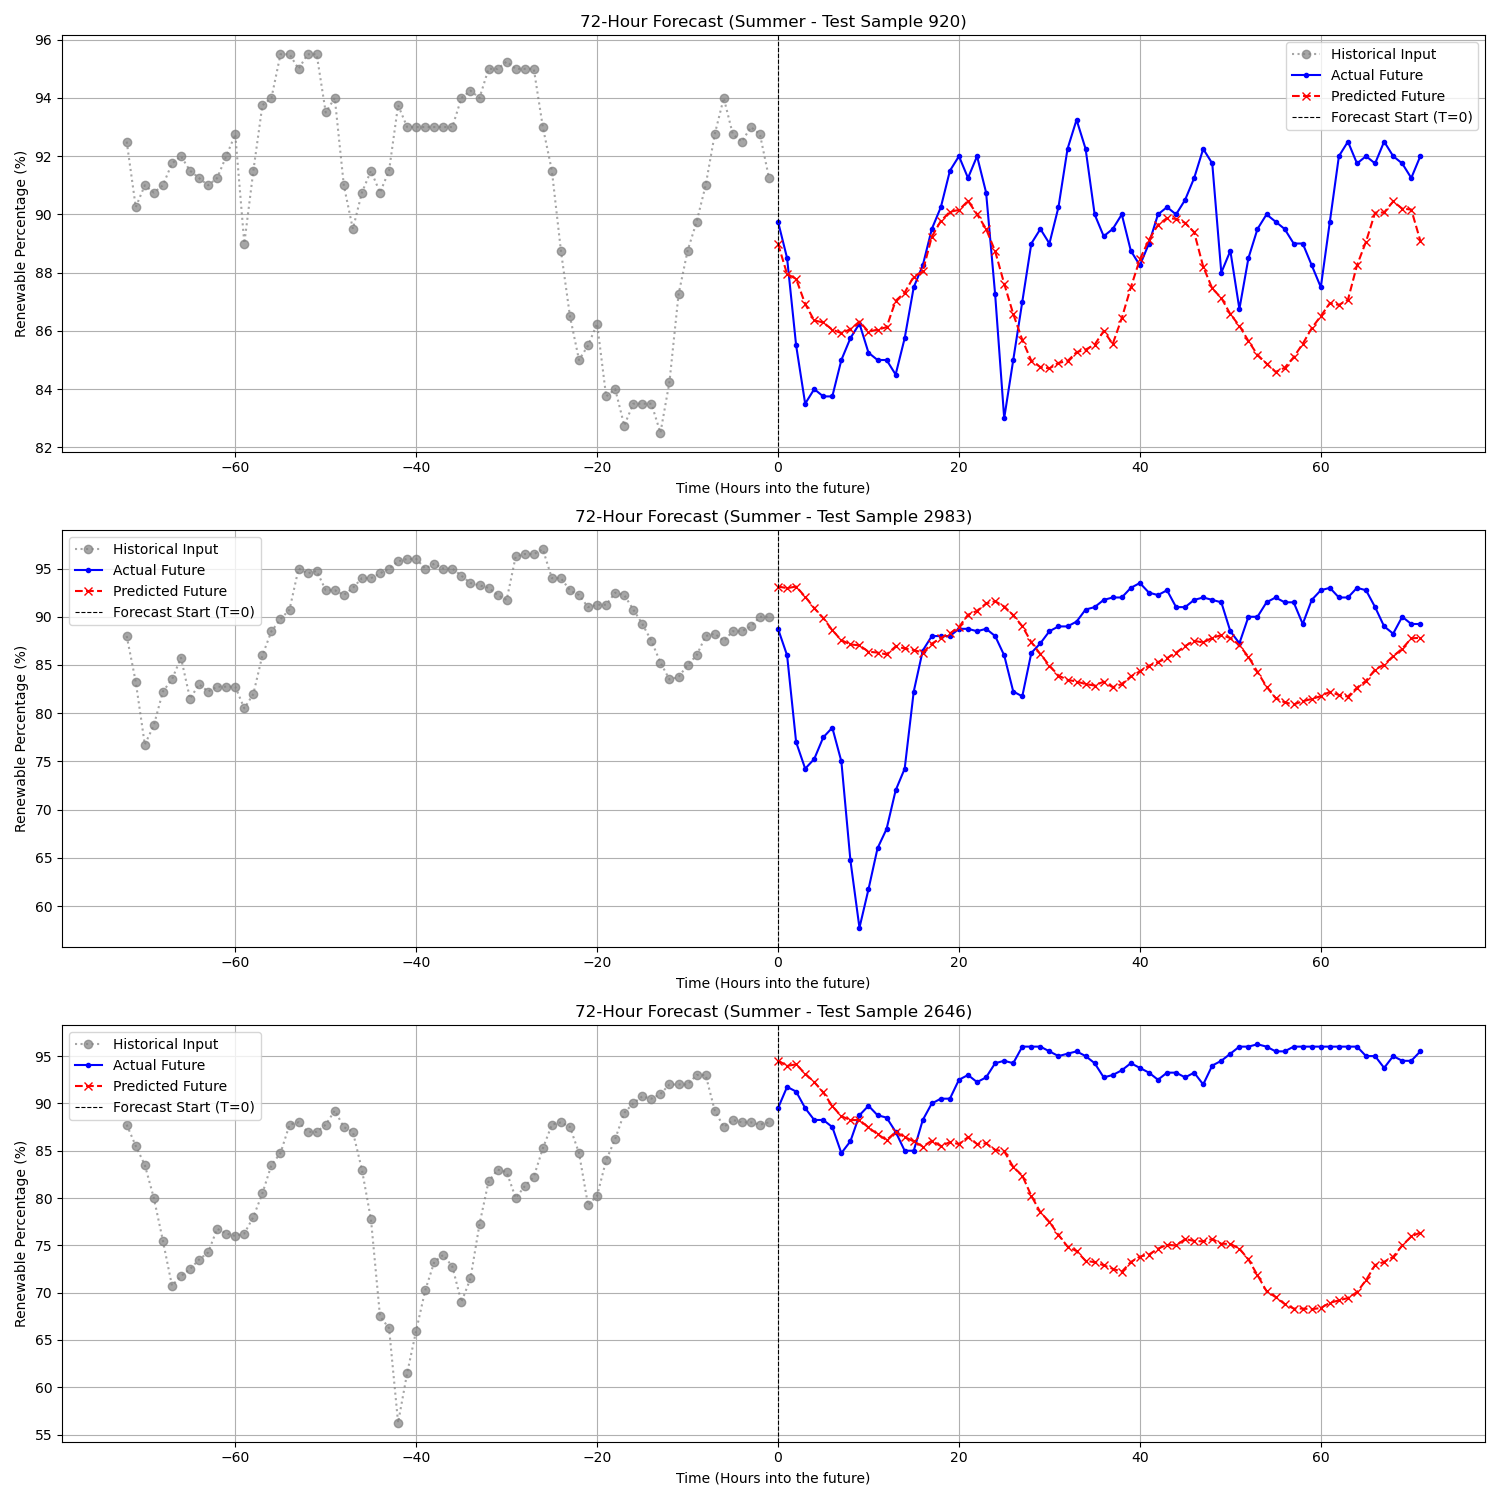 72-Hour Forecast (Summer - Test Sample 920)
Renewable Percentage (%)
96
94
92
90
88
86
84
82
Historical Input
Actual Future
Predicted Future
Forecast Start (T=0)
−60 −40 −20 0 20 40 60
Time (Hours into the future)
72-Hour Forecast (Summer - Test Sample 2983)
Renewable Percentage (%)
95
90
85
80
75
70
65
60
Historical Input
Actual Future
Predicted Future
Forecast Start (T=0)
−60 −40 −20 0 20 40 60
Time (Hours into the future)
72-Hour Forecast (Summer - Test Sample 2646)
Renewable Percentage (%)
95
90
85
80
75
70
65
60
55
Historical Input
Actual Future
Predicted Future
Forecast Start (T=0)
−60 −40 −20 0 20 40 60
Time (Hours into the future)